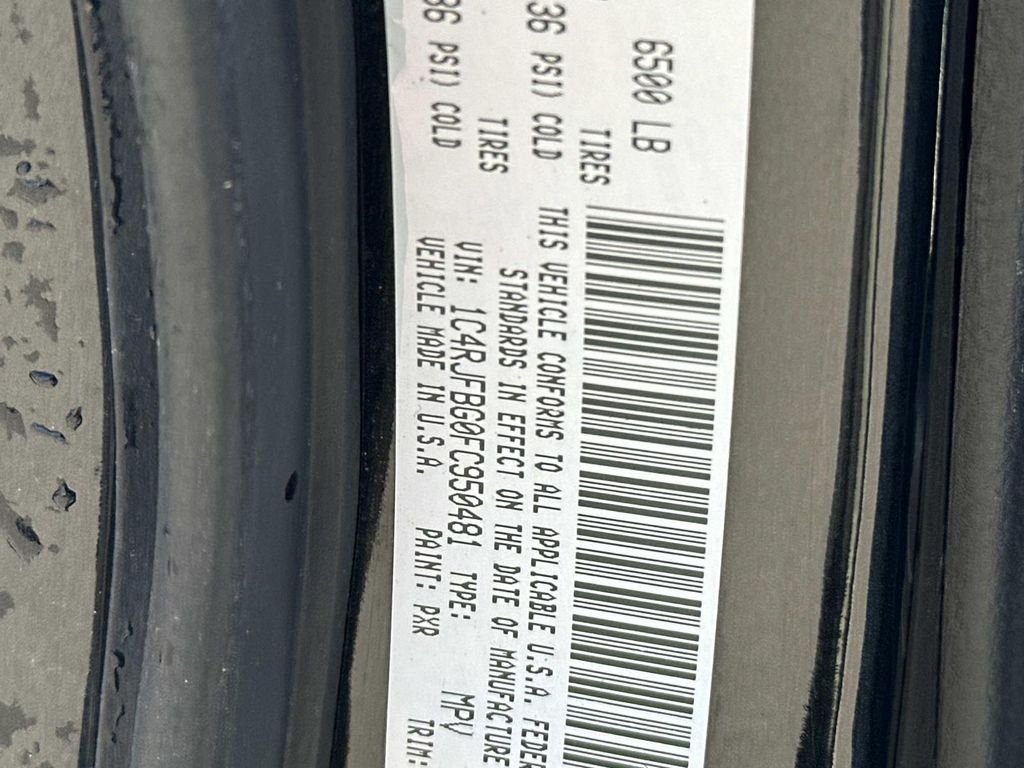 6500 LB
TIRES
36 PSI) COLD
TIRES
36 PSI) COLD
THIS VEHICLE CONFORMS TO ALL APPLICABLE U.S.A. FEDER
STANDARDS IN EFFECT ON THE DATE OF MANUFACTURE
VIN: 1C4RJFBG0FC950481 TYPE: MPV
VEHICLE MADE IN U.S.A. PAINT: PXR TRIM: